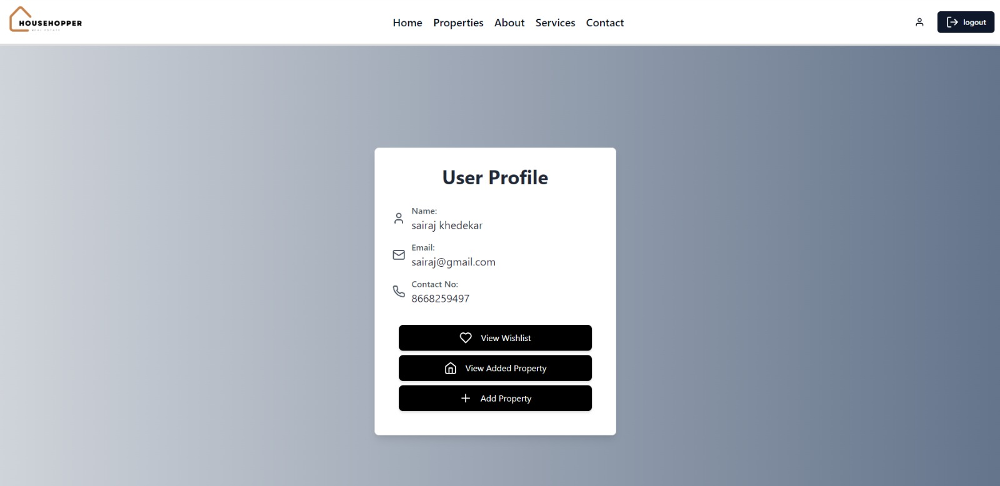 HOUSEHOPPER
REAL ESTATE
Home Properties About Services Contact
logout
User Profile
Name:
sairaj khedekar
Email:
sairaj@gmail.com
Contact No:
8668259497
View Wishlist
View Added Property
Add Property